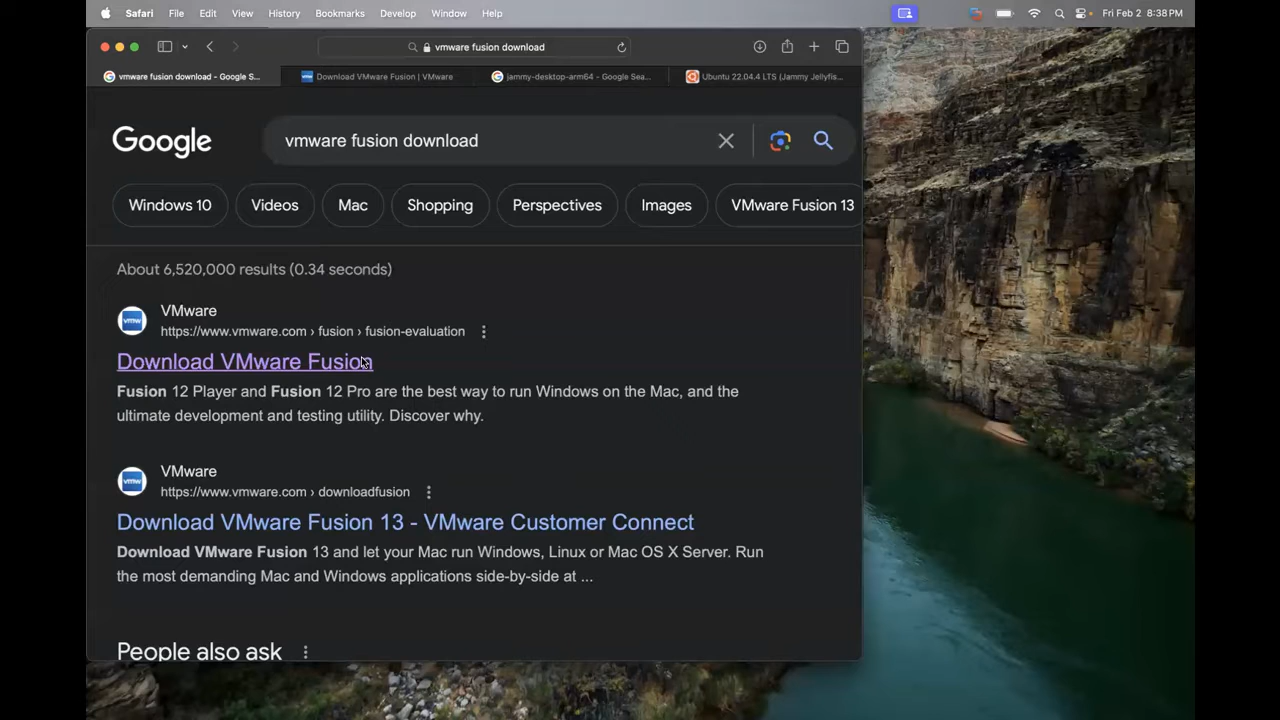 Safari File Edit View History Bookmarks Develop Window Help Fri Feb 2 8:38 PM
vmware fusion download
vmware fusion download - Google S... Download VMware Fusion | VMware jammy-desktop-arm64 - Google Sea... Ubuntu 22.04.4 LTS (Jammy Jellyfis...
Google vmware fusion download
Windows 10 Videos Mac Shopping Perspectives Images VMware Fusion 13
About 6,520,000 results (0.34 seconds)
vmw VMware
https://www.vmware.com › fusion › fusion-evaluation
Download VMware Fusion
Fusion 12 Player and Fusion 12 Pro are the best way to run Windows on the Mac, and the
ultimate development and testing utility. Discover why.
vmw VMware
https://www.vmware.com › downloadfusion
Download VMware Fusion 13 - VMware Customer Connect
Download VMware Fusion 13 and let your Mac run Windows, Linux or Mac OS X Server. Run
the most demanding Mac and Windows applications side-by-side at ...
People also ask